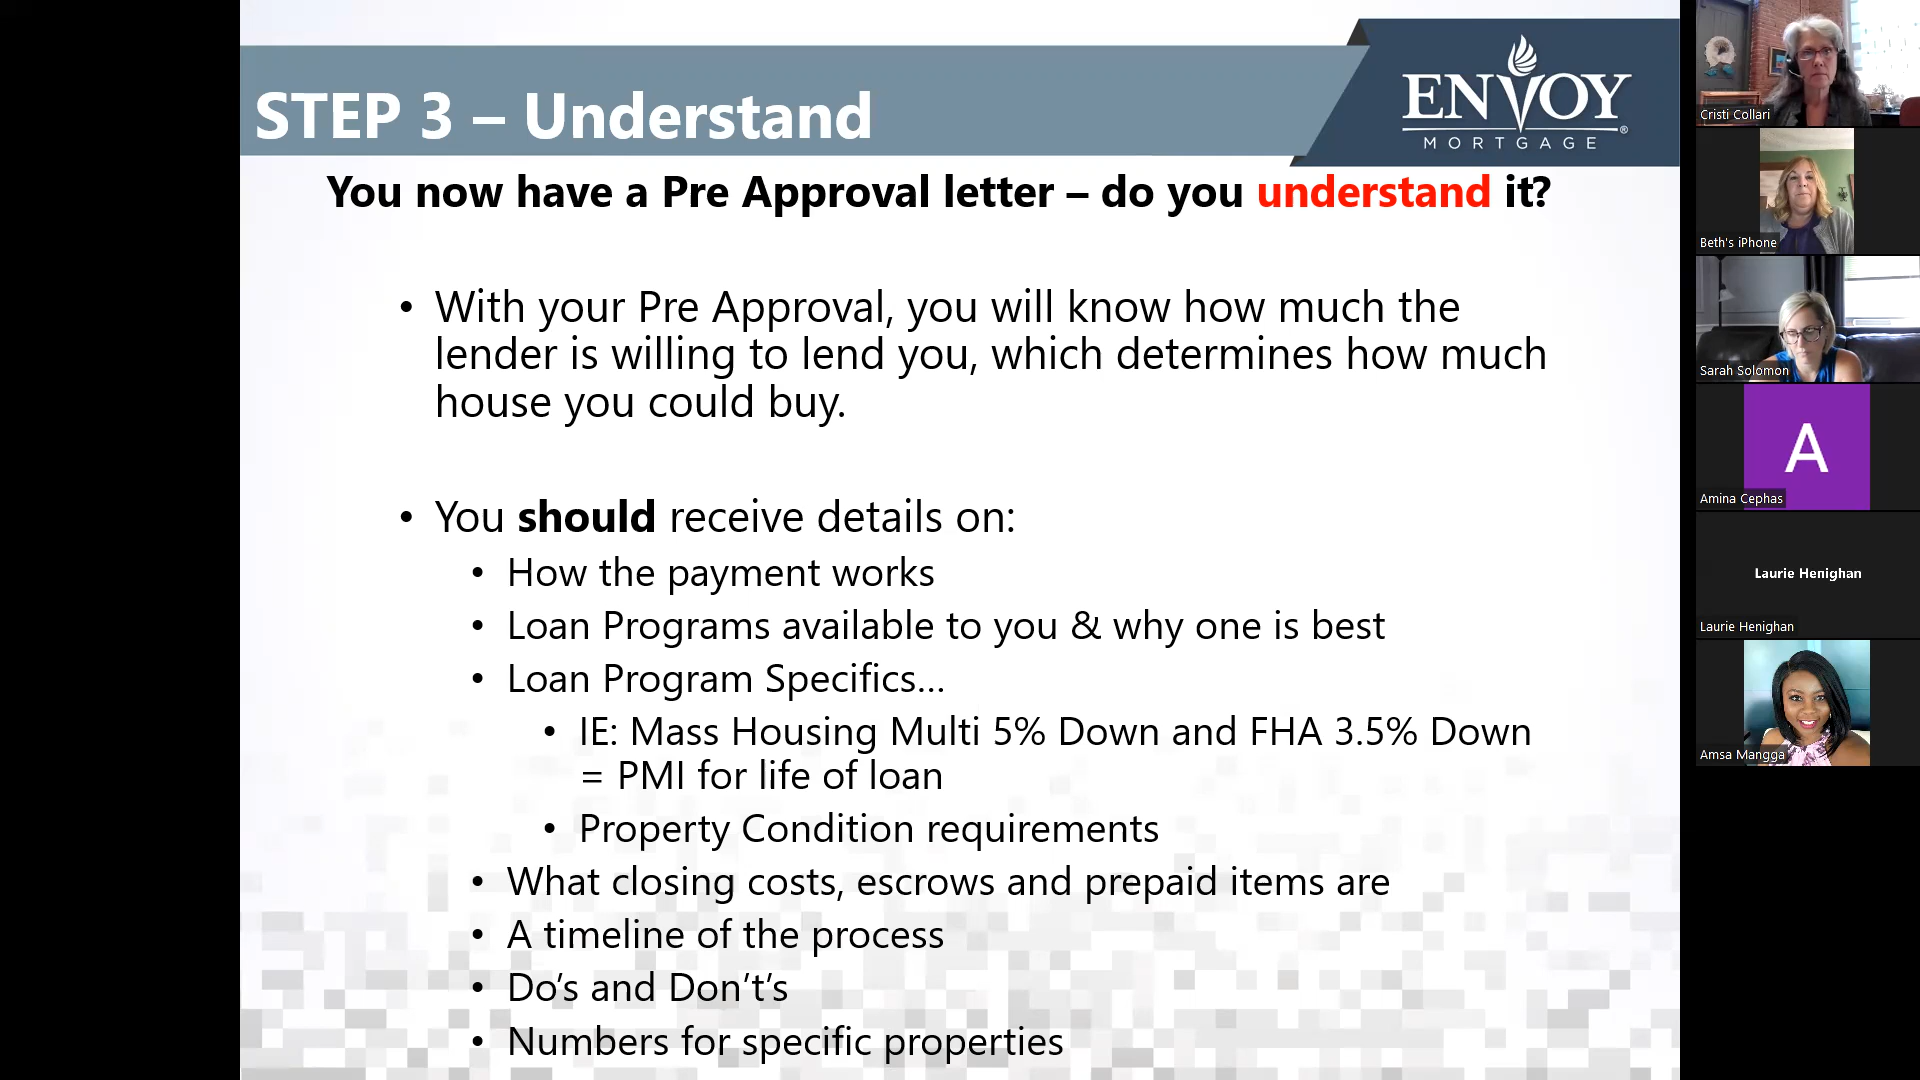 STEP 3 – Understand
ENVOY
MORTGAGE
®
You now have a Pre Approval letter – do you understand it?
• With your Pre Approval, you will know how much the
lender is willing to lend you, which determines how much
house you could buy.
• You should receive details on:
• How the payment works
• Loan Programs available to you & why one is best
• Loan Program Specifics...
• IE: Mass Housing Multi 5% Down and FHA 3.5% Down
= PMI for life of loan
• Property Condition requirements
• What closing costs, escrows and prepaid items are
• A timeline of the process
• Do‘s and Don’t‘s
• Numbers for specific properties
Cristi Collari
Beth's iPhone
Sarah Solomon
A
Amina Cephas
Laurie Henighan
Laurie Henighan
Amsa Mangga